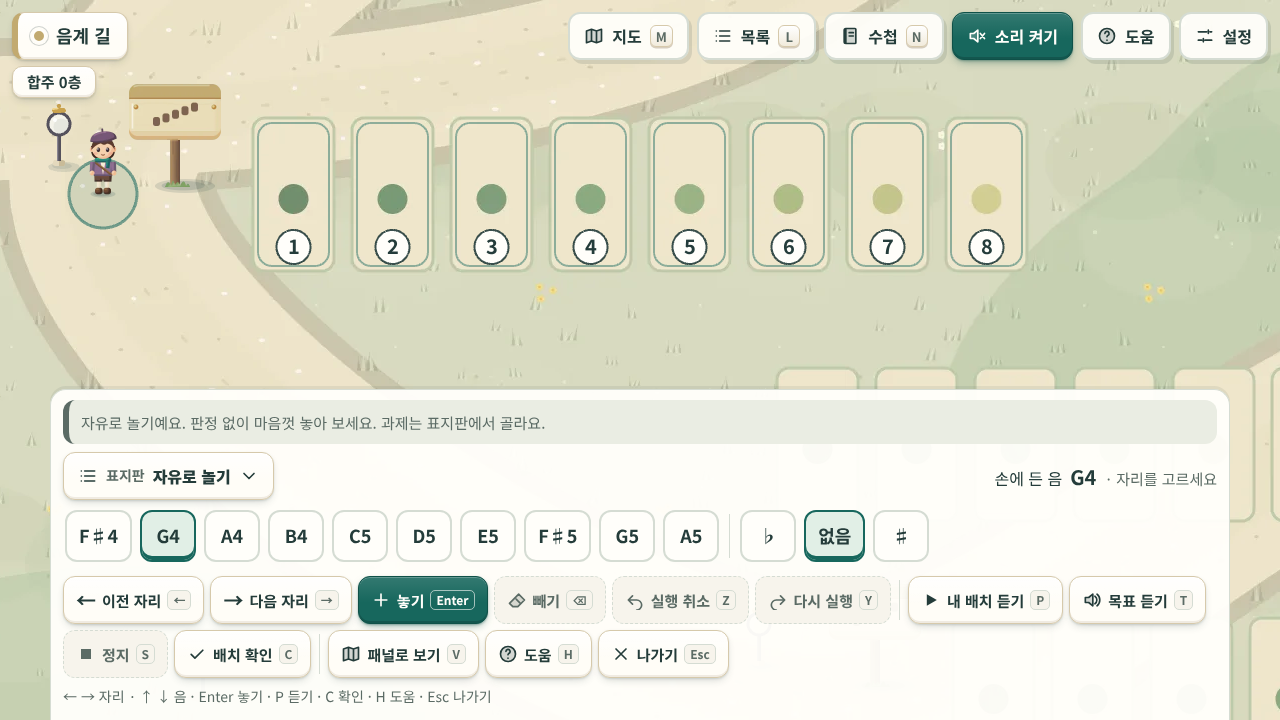 음계 길
지도 M
목록 L
수첩 N
소리 켜기
도움
설정
합주 0층
1 2 3 4 5 6 7 8
자유로 놀기예요. 판정 없이 마음껏 놓아 보세요. 과제는 표지판에서 골라요.
표지판 자유로 놀기
손에 든 음 G4 · 자리를 고르세요
F♯4 G4 A4 B4 C5 D5 E5 F♯5 G5 A5 ♭ 없음 ♯
← 이전 자리 ← → 다음 자리 → + 놓기 Enter 빼기 ⌫ 실행 취소 Z 다시 실행 Y 내 배치 듣기 P 목표 듣기 T
정지 S 배치 확인 C 패널로 보기 V 도움 H 나가기 Esc
←→ 자리 · ↑ ↓ 음 · Enter 놓기 · P 듣기 · C 확인 · H 도움 · Esc 나가기